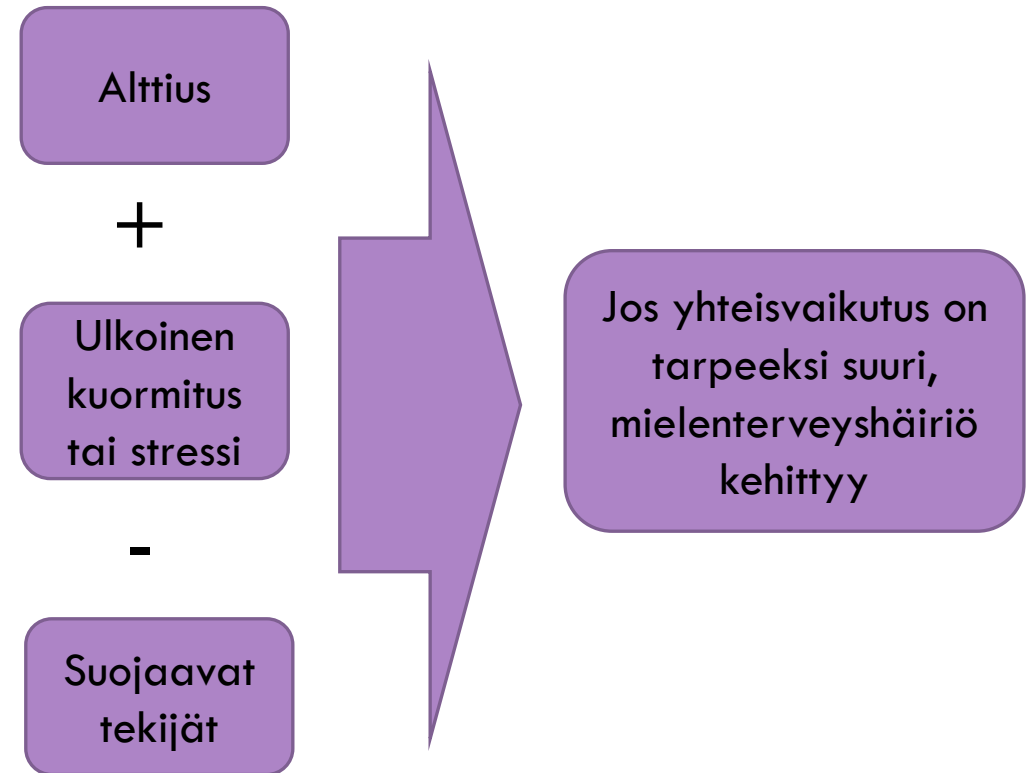 Alttius
+
Ulkoinen
kuormitus
tai stressi
-
Suojaavat
tekijät
Jos yhteisvaikutus on
tarpeeksi suuri,
mielenterveyshäiriö
kehittyy